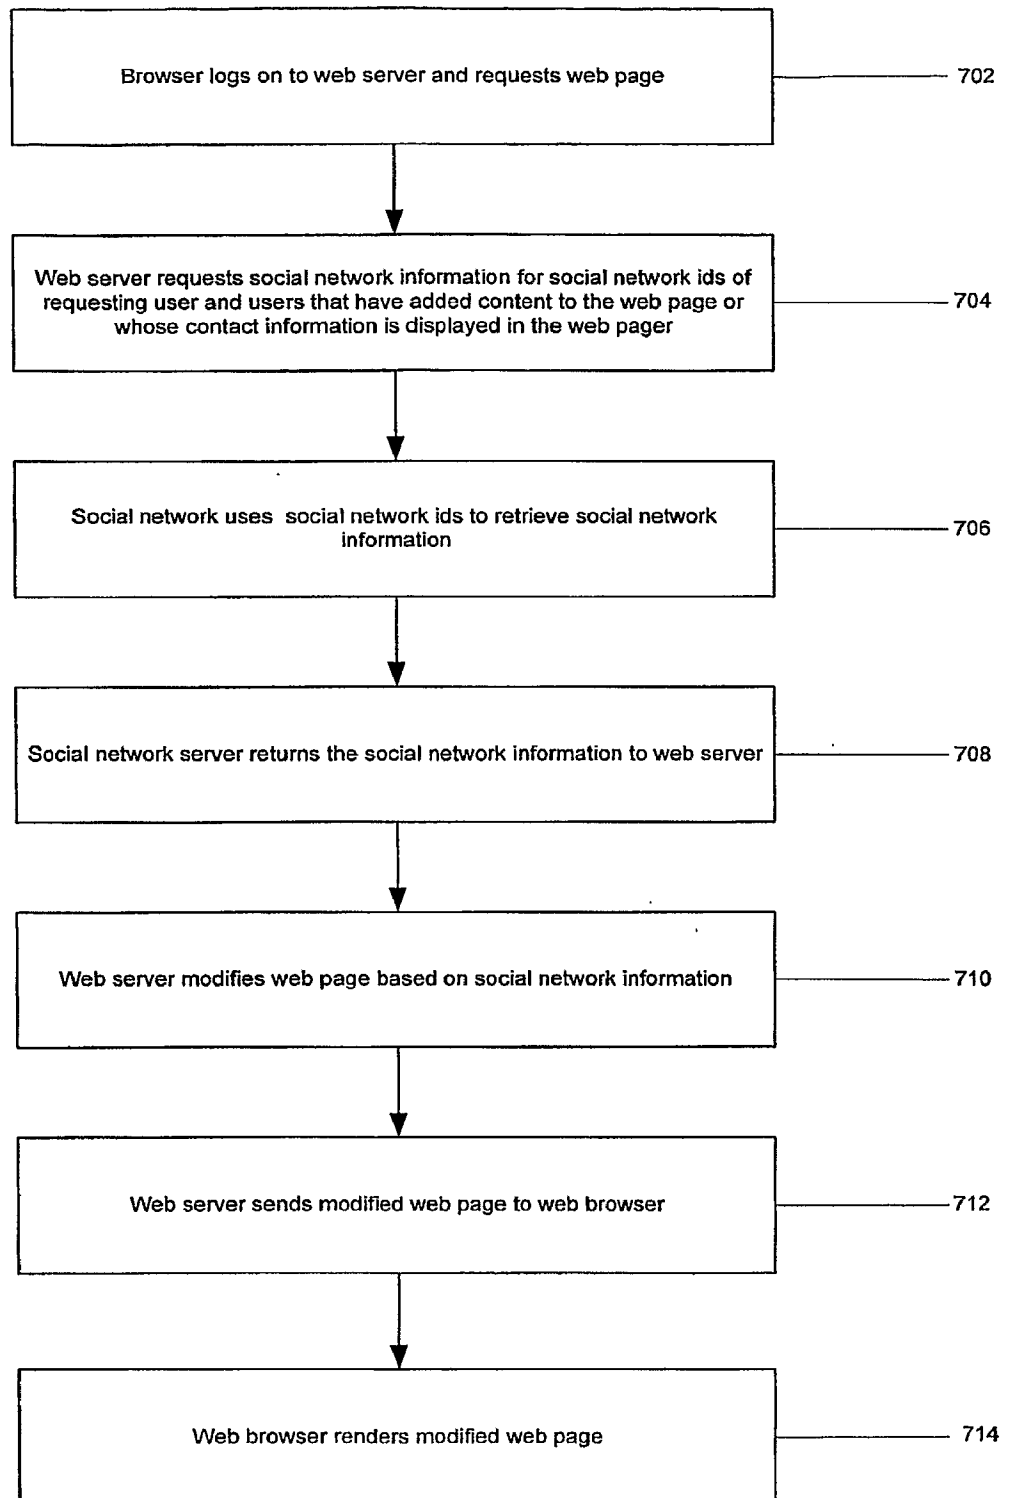 Browser logs on to web server and requests web page
702
Web server requests social network information for social network ids of
requesting user and users that have added content to the web page or
whose contact information is displayed in the web pager
704
Social network uses social network ids to retrieve social network
information
706
Social network server returns the social network information to web server
708
Web server modifies web page based on social network information
710
Web server sends modified web page to web browser
712
Web browser renders modified web page
714